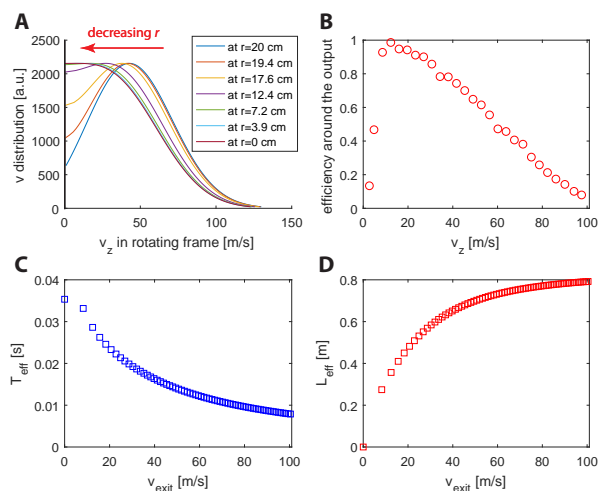 A
decreasing r
v distribution [a.u.]
2500
2000
1500
1000
500
0
0
50
100
150
v_z in rotating frame [m/s]
at r=20 cm
at r=19.4 cm
at r=17.6 cm
at r=12.4 cm
at r=7.2 cm
at r=3.9 cm
at r=0 cm
B
efficiency around the output
1
0.8
0.6
0.4
0.2
0
0
20
40
60
80
100
v_z [m/s]
C
T_eff [s]
0.04
0.03
0.02
0.01
0
0
20
40
60
80
100
v_exit [m/s]
D
L_eff [m]
0.8
0.6
0.4
0.2
0
0
20
40
60
80
100
v_exit [m/s]